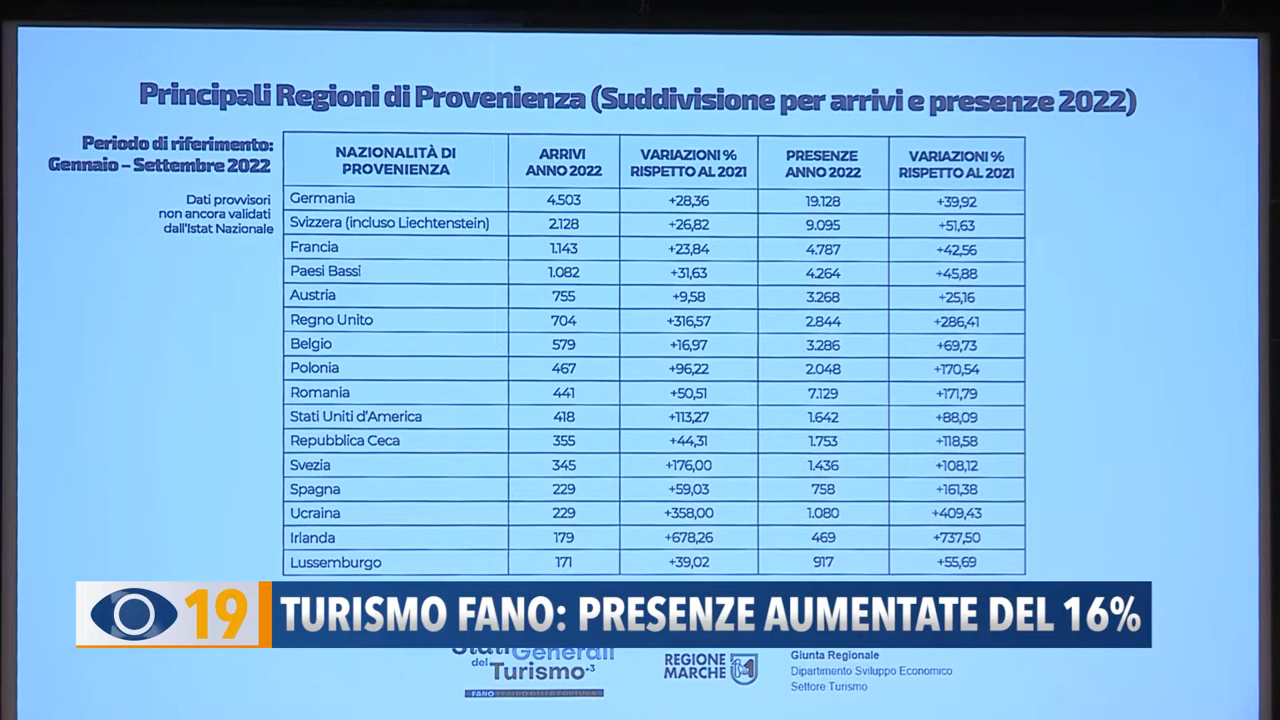 Principali Regioni di Provenienza (Suddivisione per arrivi e presenze 2022)
Periodo di riferimento:
Gennaio – Settembre 2022
Dati provvisori
non ancora validati
dall'Istat Nazionale
NAZIONALITÀ DI PROVENIENZA ARRIVI ANNO 2022 VARIAZIONI % RISPETTO AL 2021 PRESENZE ANNO 2022 VARIAZIONI % RISPETTO AL 2021
Germania 4.503 +28,36 19.128 +39,92
Svizzera (incluso Liechtenstein) 2.128 +26,82 9.095 +51,63
Francia 1.143 +23,84 4.787 +42,56
Paesi Bassi 1.082 +31,63 4.264 +45,88
Austria 755 +9,58 3.268 +25,16
Regno Unito 704 +316,57 2.844 +286,41
Belgio 579 +16,97 3.286 +69,73
Polonia 467 +96,22 2.048 +170,54
Romania 441 +50,51 7.129 +171,79
Stati Uniti d'America 418 +113,27 1.642 +88,09
Repubblica Ceca 355 +44,31 1.753 +118,58
Svezia 345 +176,00 1.436 +108,12
Spagna 229 +59,03 758 +161,38
Ucraina 229 +358,00 1.080 +409,43
Irlanda 179 +678,26 469 +737,50
Lussemburgo 171 +39,02 917 +55,69
19 TURISMO FANO: PRESENZE AUMENTATE DEL 16%
Stati
Generali
del Turismo·3
FANO TEATRO DELLA FORTUNA
REGIONE
MARCHE
Giunta Regionale
Dipartimento Sviluppo Economico
Settore Turismo